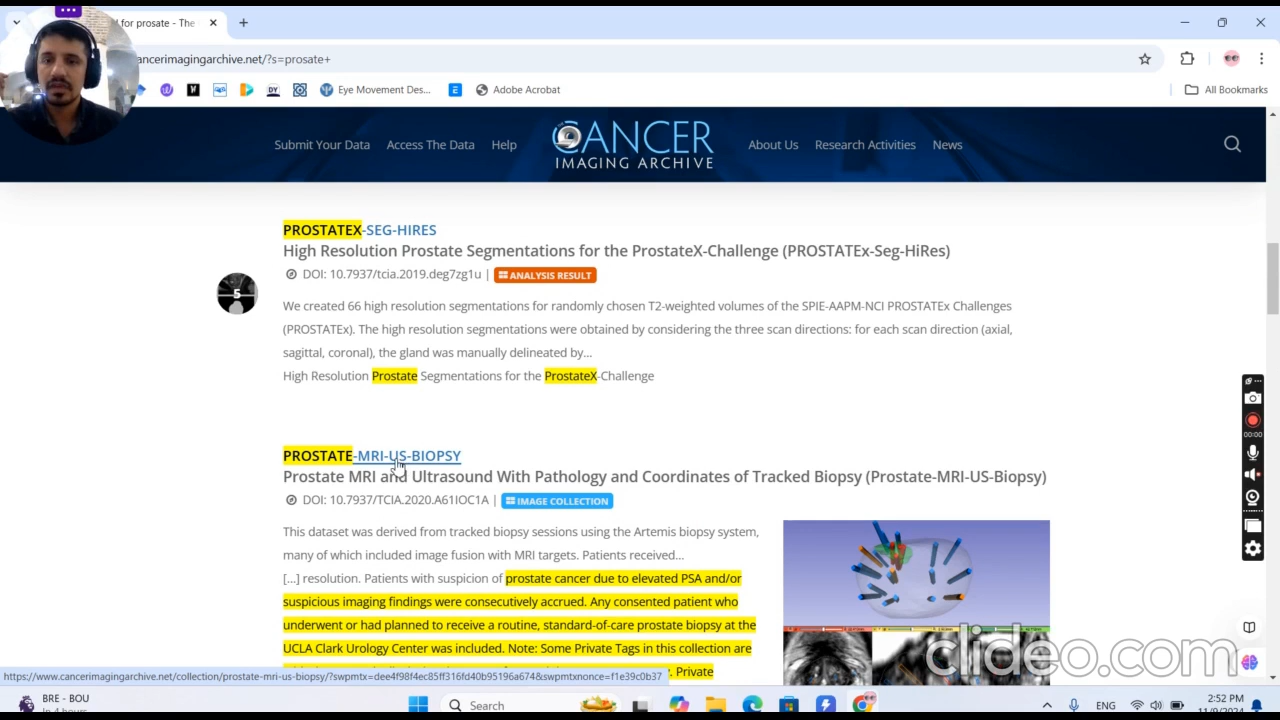 for prosate - The
ancerimagingarchive.net/?s=prosate+
DY
Eye Movement Des...
Adobe Acrobat
All Bookmarks
Submit Your Data
Access The Data
Help
CANCER
IMAGING ARCHIVE
About Us
Research Activities
News
PROSTATEX-SEG-HIRES
High Resolution Prostate Segmentations for the ProstateX-Challenge (PROSTATEx-Seg-HiRes)
DOI: 10.7937/tcia.2019.deg7zg1u | ANALYSIS RESULT
5
We created 66 high resolution segmentations for randomly chosen T2-weighted volumes of the SPIE-AAPM-NCI PROSTATEx Challenges
(PROSTATEx). The high resolution segmentations were obtained by considering the three scan directions: for each scan direction (axial,
sagittal, coronal), the gland was manually delineated by...
High Resolution Prostate Segmentations for the ProstateX-Challenge
00:00
PROSTATE-MRI-US-BIOPSY
Prostate MRI and Ultrasound With Pathology and Coordinates of Tracked Biopsy (Prostate-MRI-US-Biopsy)
DOI: 10.7937/TCIA.2020.A61IOC1A | IMAGE COLLECTION
This dataset was derived from tracked biopsy sessions using the Artemis biopsy system,
many of which included image fusion with MRI targets. Patients received...
[...] resolution. Patients with suspicion of prostate cancer due to elevated PSA and/or
suspicious imaging findings were consecutively accrued. Any consented patient who
underwent or had planned to receive a routine, standard-of-care prostate biopsy at the
UCLA Clark Urology Center was included. Note: Some Private Tags in this collection are
. Private
clideo.com
https://www.cancerimagingarchive.net/collection/prostate-mri-us-biopsy/?swpmtx=dee4f98f4ec85ff316fd40b95196a674&swpmtxnonce=f1e39c0b37
BRE - BOU
In 4 hours
Search
ENG
2:52 PM
11/9/2024